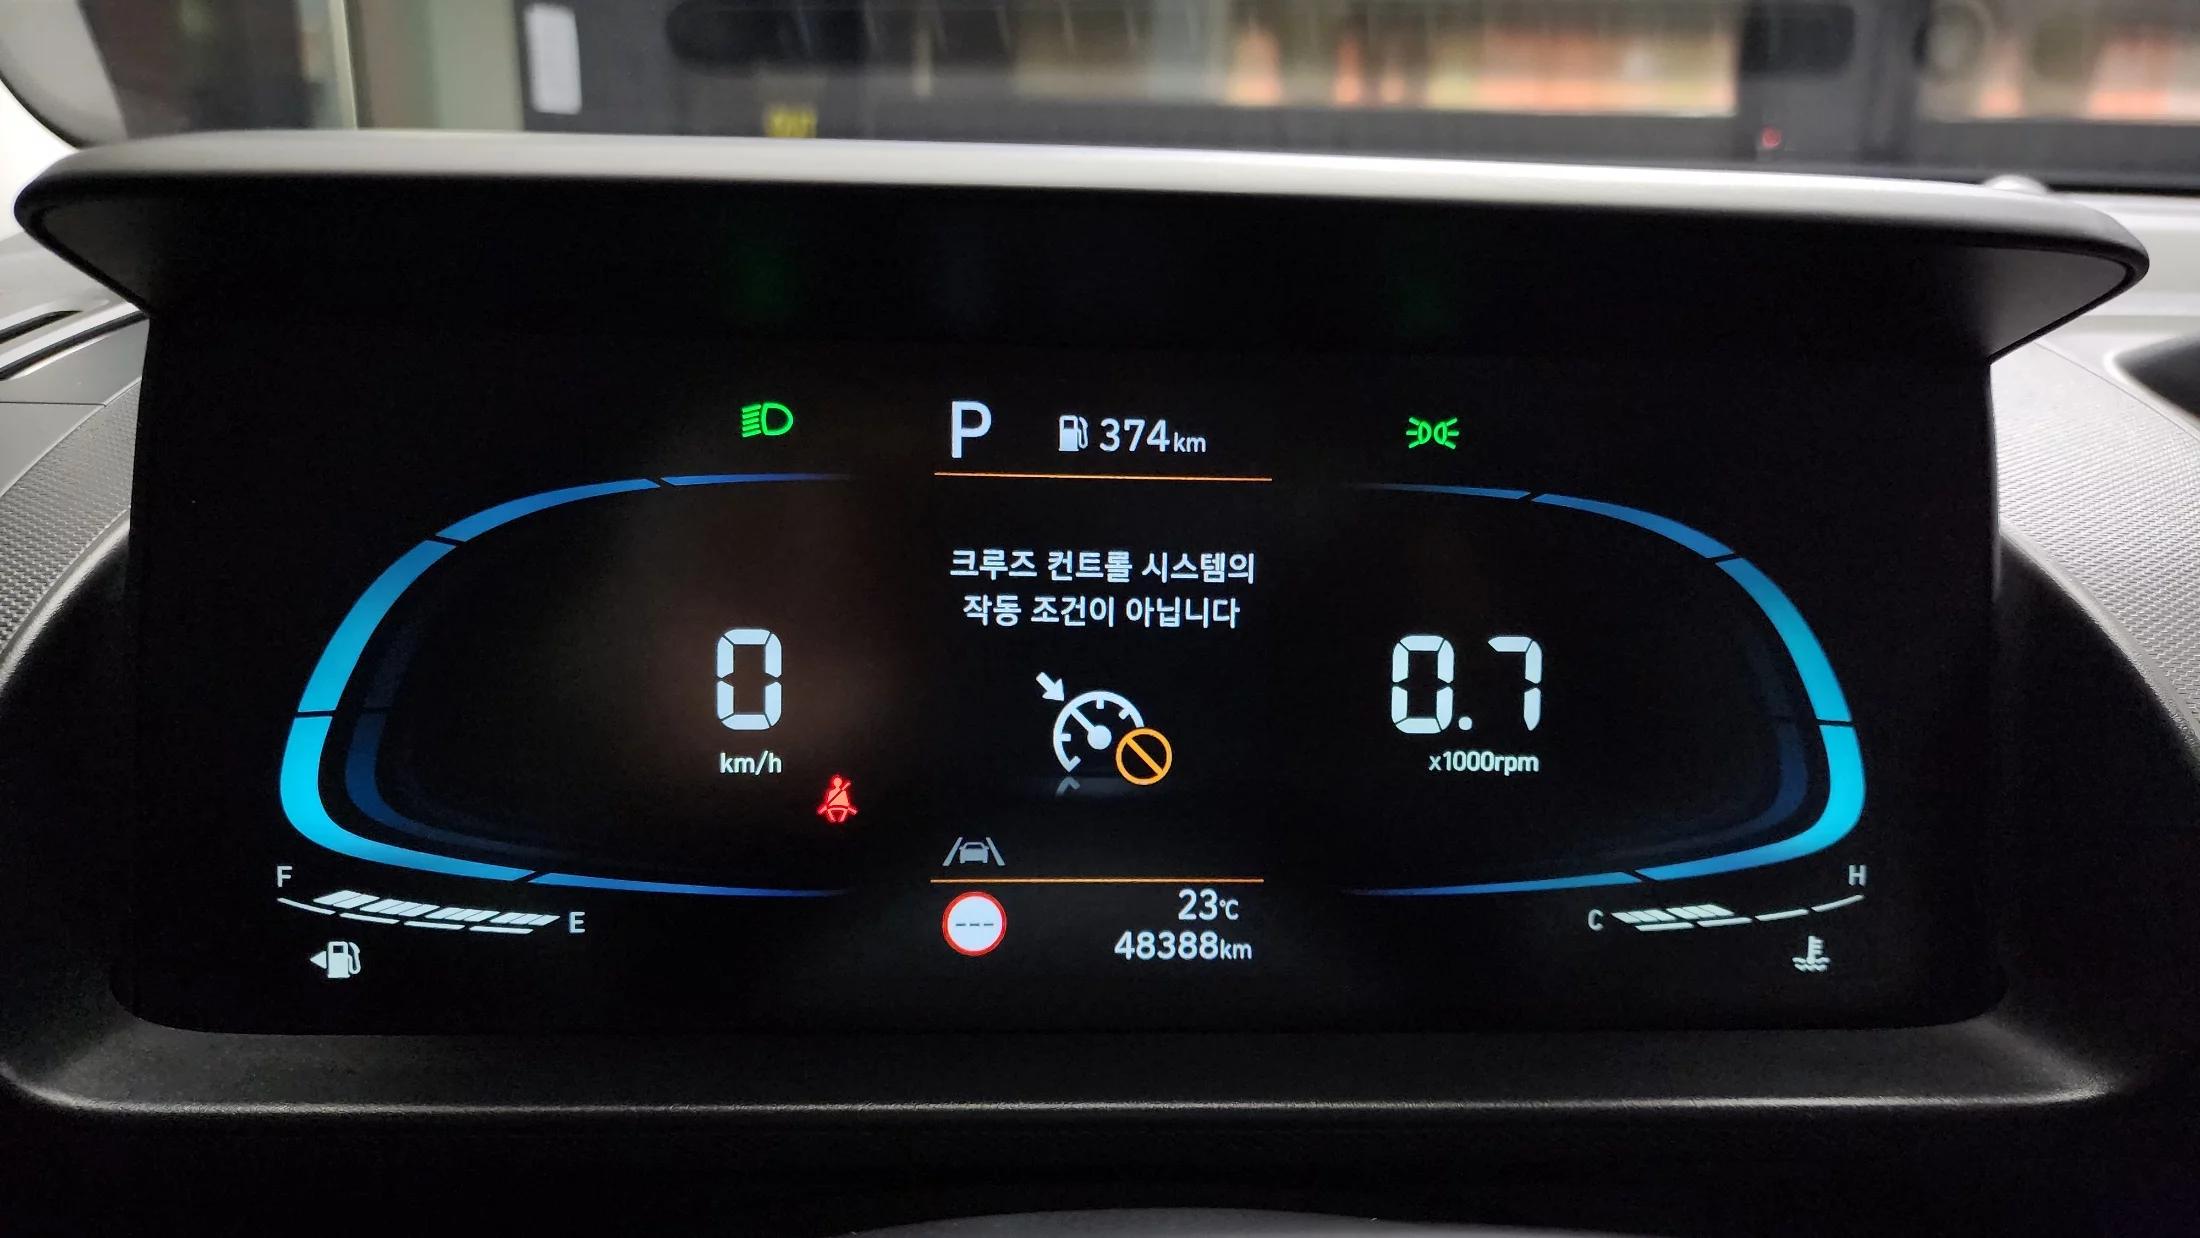 P 374km
크루즈 컨트롤 시스템의
작동 조건이 아닙니다
0
km/h
0.7
x1000rpm
F
E
---
23℃
48388km
C
H